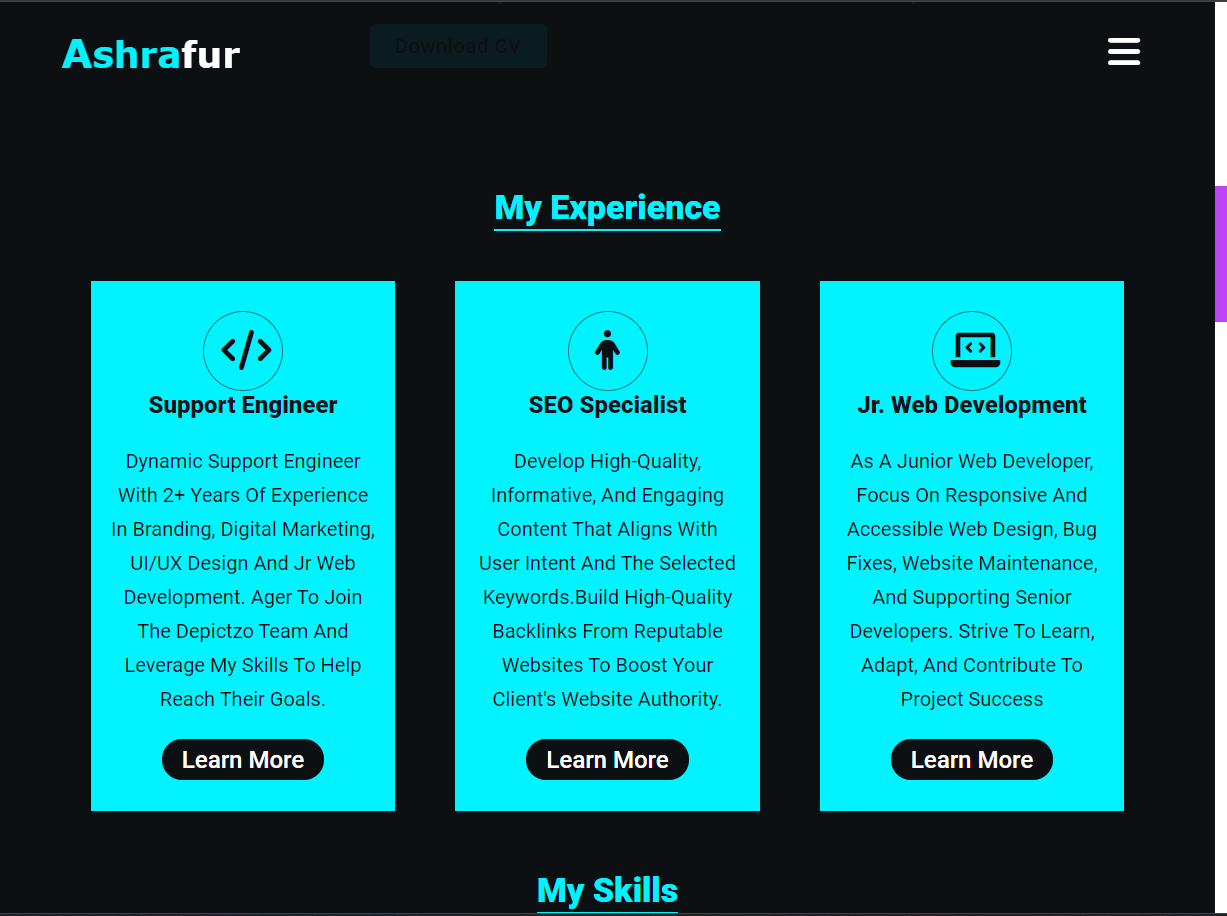 Ashrafur
Download CV
My Experience
Support Engineer
Dynamic Support Engineer
With 2+ Years Of Experience
In Branding, Digital Marketing,
UI/UX Design And Jr Web
Development. Ager To Join
The Depictzo Team And
Leverage My Skills To Help
Reach Their Goals.
Learn More
SEO Specialist
Develop High-Quality,
Informative, And Engaging
Content That Aligns With
User Intent And The Selected
Keywords.Build High-Quality
Backlinks From Reputable
Websites To Boost Your
Client's Website Authority.
Learn More
Jr. Web Development
As A Junior Web Developer,
Focus On Responsive And
Accessible Web Design, Bug
Fixes, Website Maintenance,
And Supporting Senior
Developers. Strive To Learn,
Adapt, And Contribute To
Project Success
Learn More
My Skills